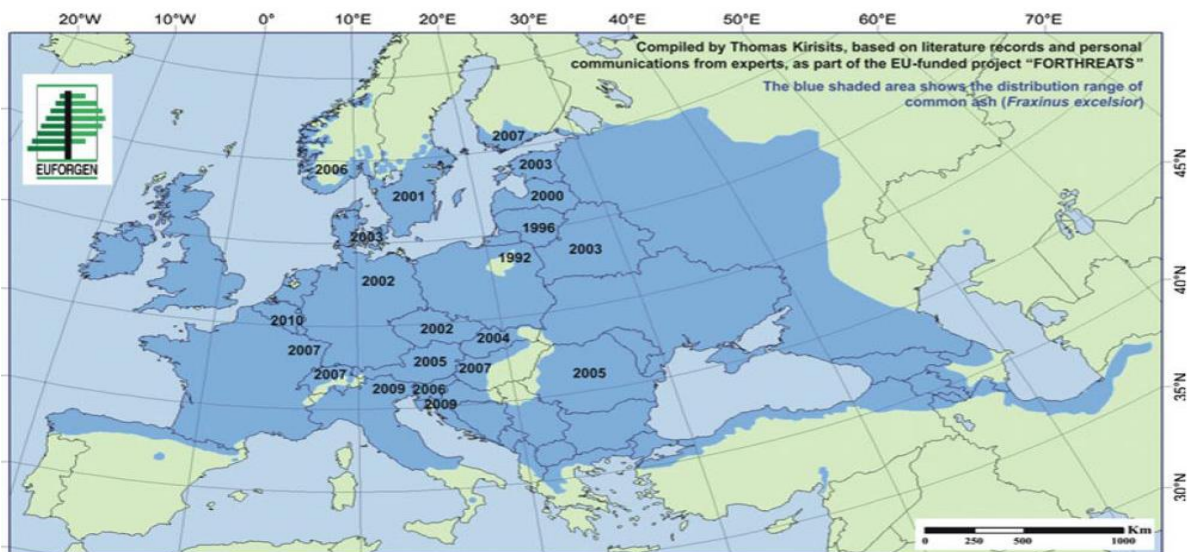 20°W 10°W 0° 10°E 20°E 30°E 40°E 50°E 60°E 70°E
Compiled by Thomas Kirisits, based on literature records and personal
communications from experts, as part of the EU-funded project “FORTHREATS”
The blue shaded area shows the distribution range of
common ash (Fraxinus excelsior)
EUFORGEN
2007
2003
2006
2001
2000
45°N
1996
2003
2003
1992
2002
40°N
2010
2002
2004
2007
2005
2007
2007
2005
2009
2006
2009
35°N
30°N
Km
0 250 500 1000